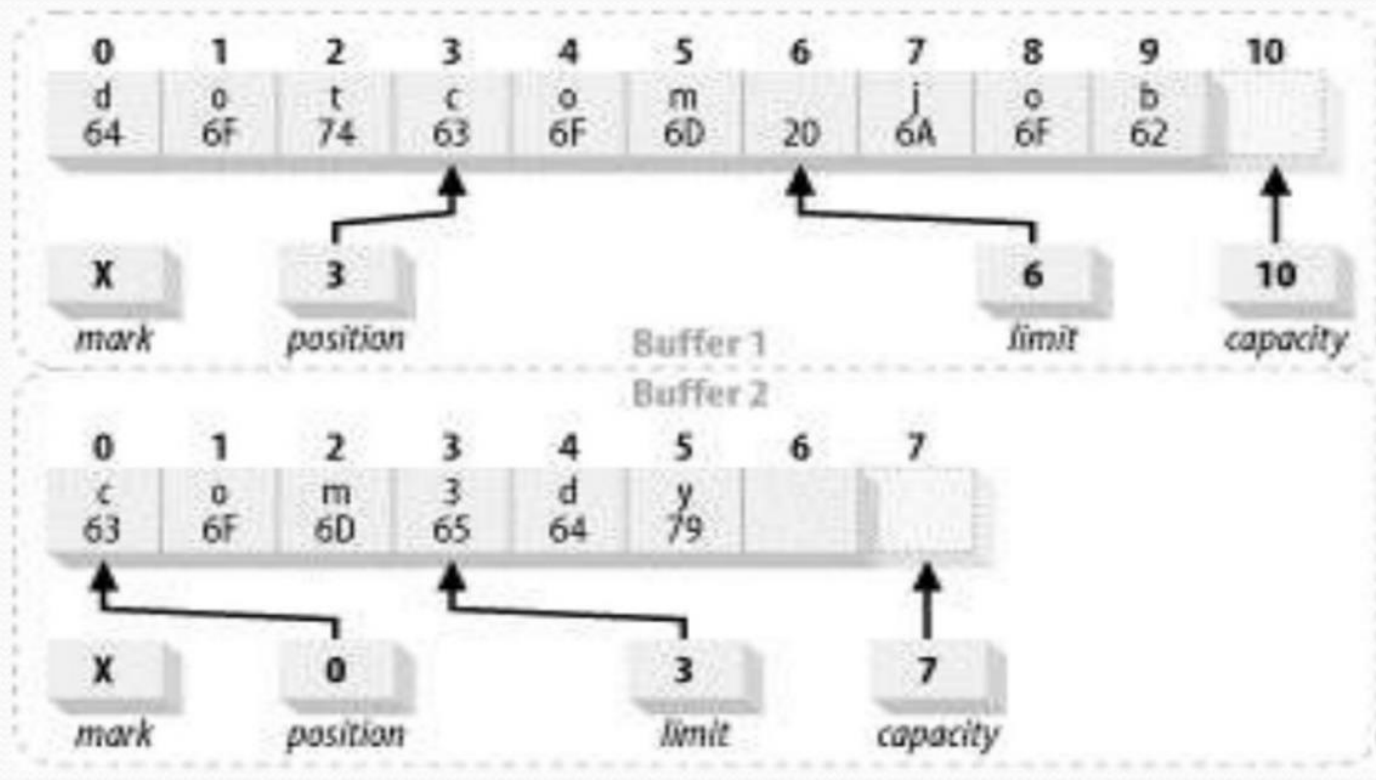 0 1 2 3 4 5 6 7 8 9 10
d o t c o m j o b
64 6F 74 63 6F 6D 20 6A 6F 62
X 3 6 10
mark position limit capacity
Buffer 1
Buffer 2
0 1 2 3 4 5 6 7
c o m 3 d y
63 6F 6D 65 64 79
X 0 3 7
mark position limit capacity